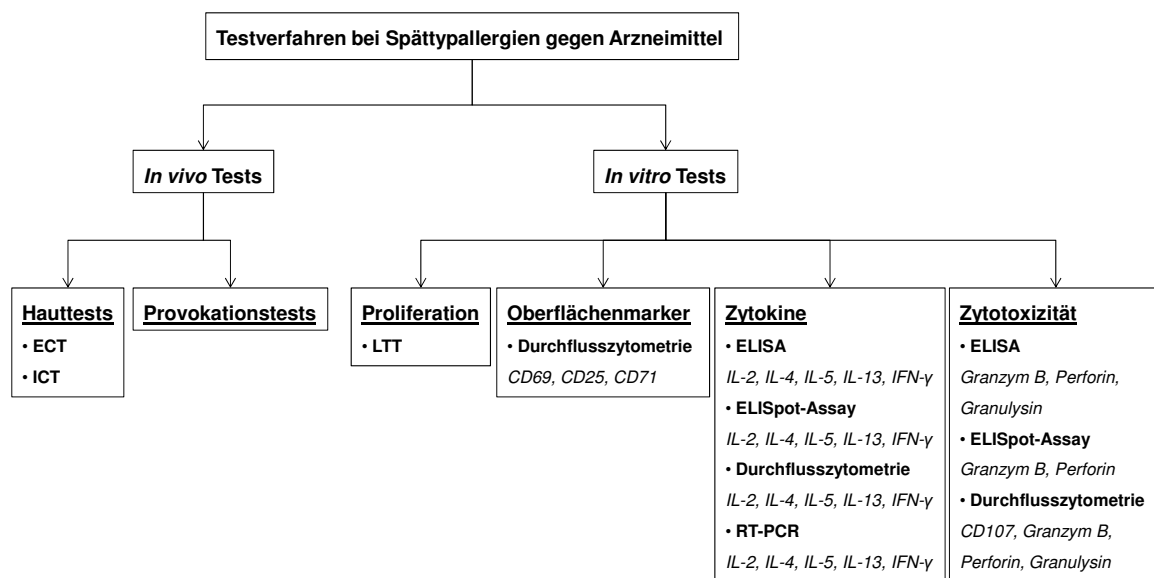 Testverfahren bei Spättypallergien gegen Arzneimittel
In vivo Tests
In vitro Tests
Hauttests
• ECT
• ICT
Provokationstests
Proliferation
• LTT
Oberflächenmarker
• Durchflusszytometrie
CD69, CD25, CD71
Zytokine
• ELISA
IL-2, IL-4, IL-5, IL-13, IFN-γ
• ELISpot-Assay
IL-2, IL-4, IL-5, IL-13, IFN-γ
• Durchflusszytometrie
IL-2, IL-4, IL-5, IL-13, IFN-γ
• RT-PCR
IL-2, IL-4, IL-5, IL-13, IFN-γ
Zytotoxizität
• ELISA
Granzym B, Perforin,
Granulysin
• ELISpot-Assay
Granzym B, Perforin
• Durchflusszytometrie
CD107, Granzym B,
Perforin, Granulysin